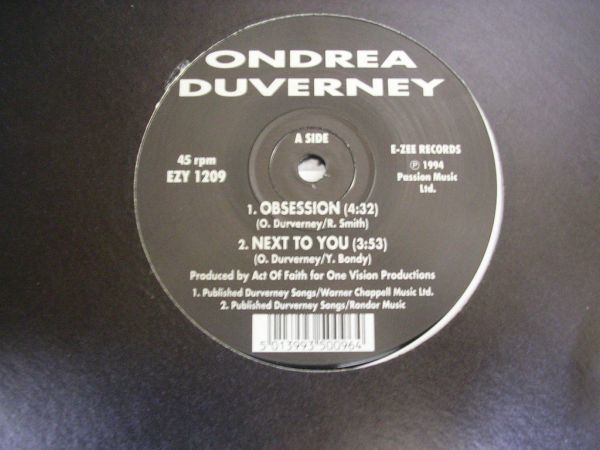 ONDREA
DUVERNEY
A SIDE
45 rpm
EZY 1209
E-ZEE RECORDS
℗ 1994
Passion Music
Ltd.
1. OBSESSION (4:32)
(O. Durverney/R. Smith)
2. NEXT TO YOU (3:53)
(O. Durverney/Y. Bondy)
Produced by Act Of Faith for One Vision Productions
1. Published Durverney Songs/Warner Chappell Music Ltd.
2. Published Durverney Songs/Rondor Music
5 013993 500964